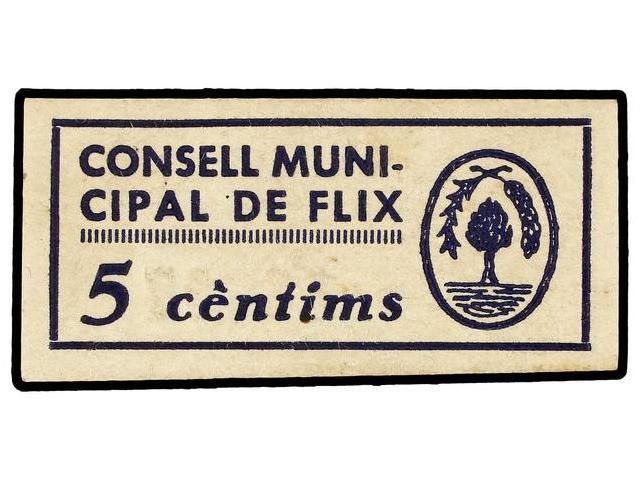 CONSELL MUNI-
CIPAL DE FLIX
5 cèntims